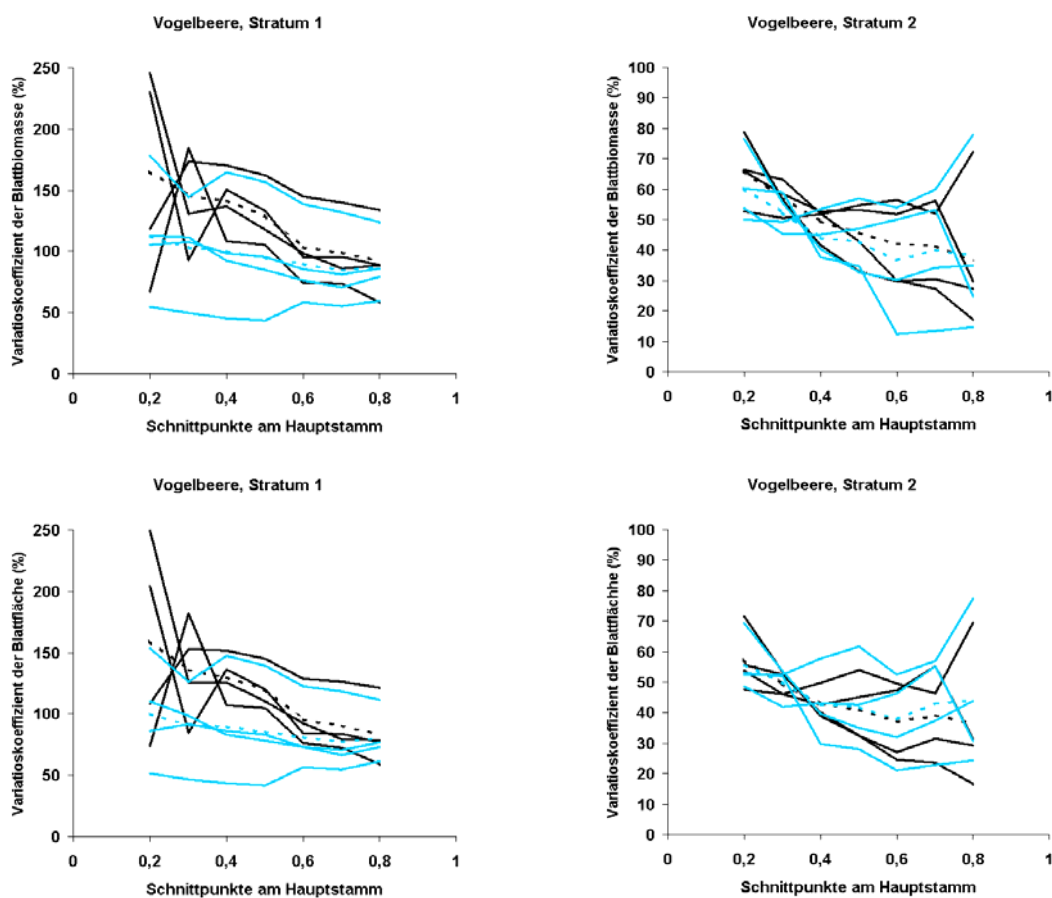 Vogelbeere, Stratum 1
Variatioskoeffizient der Blattbiomasse (%)
250
200
150
100
50
0
0 0,2 0,4 0,6 0,8 1
Schnittpunkte am Hauptstamm
Vogelbeere, Stratum 2
Variatioskoeffizient der Blattbiomasse (%)
100
90
80
70
60
50
40
30
20
10
0
0 0,2 0,4 0,6 0,8 1
Schnittpunkte am Hauptstamm
Vogelbeere, Stratum 1
Variatioskoeffizient der Blattfläche (%)
250
200
150
100
50
0
0 0,2 0,4 0,6 0,8 1
Schnittpunkte am Hauptstamm
Vogelbeere, Stratum 2
Variatioskoeffizient der Blattflächhe (%)
100
90
80
70
60
50
40
30
20
10
0
0 0,2 0,4 0,6 0,8 1
Schnittpunkte am Hauptstamm